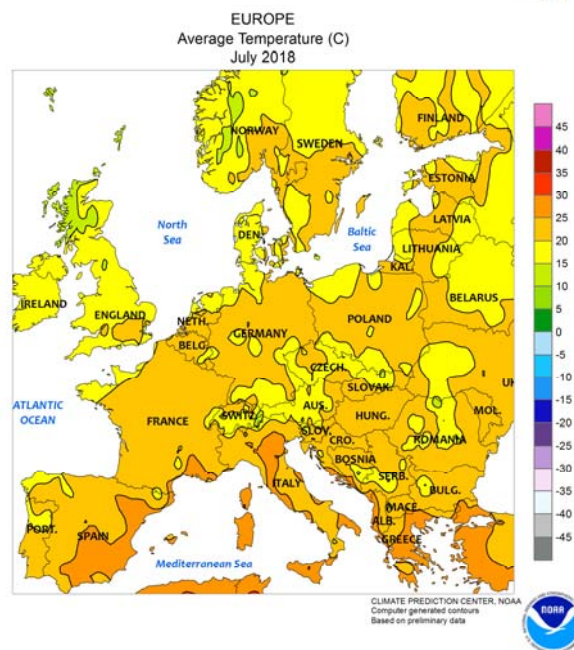 EUROPE
Average Temperature (C)
July 2018
FINLAND
NORWAY
SWEDEN
ESTONIA
North
Sea
Baltic
Sea
LATVIA
DEN.
LITHUANIA
KAL.
IRELAND
BELARUS
ENGLAND
NETH.
POLAND
GERMANY
BELG.
CZECH.
UK
SLOVAK.
ATLANTIC
OCEAN
AUS.
MOL.
FRANCE
SWITZ.
HUNG.
SLOV.
ROMANIA
CRO.
BOSNIA
SERB.
ITALY
BULG.
PORT.
SPAIN
MACE.
ALB.
GREECE
Mediterranean Sea
45
40
35
30
25
20
15
10
5
0
-5
-10
-15
-20
-25
-30
-35
-40
-45
CLIMATE PREDICTION CENTER, NOAA
Computer generated contours
Based on preliminary data
NOAA